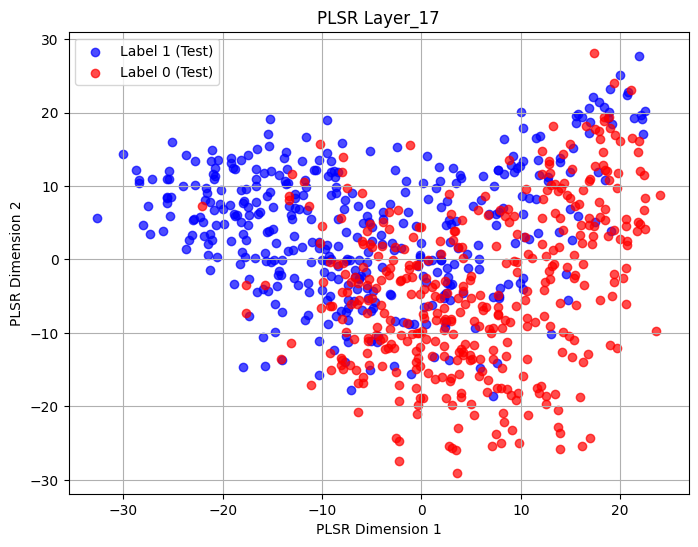 PLSR Layer_17
Label 1 (Test)
Label 0 (Test)
30
20
10
0
−10
−20
−30
PLSR Dimension 2
−30
−20
−10
0
10
20
PLSR Dimension 1